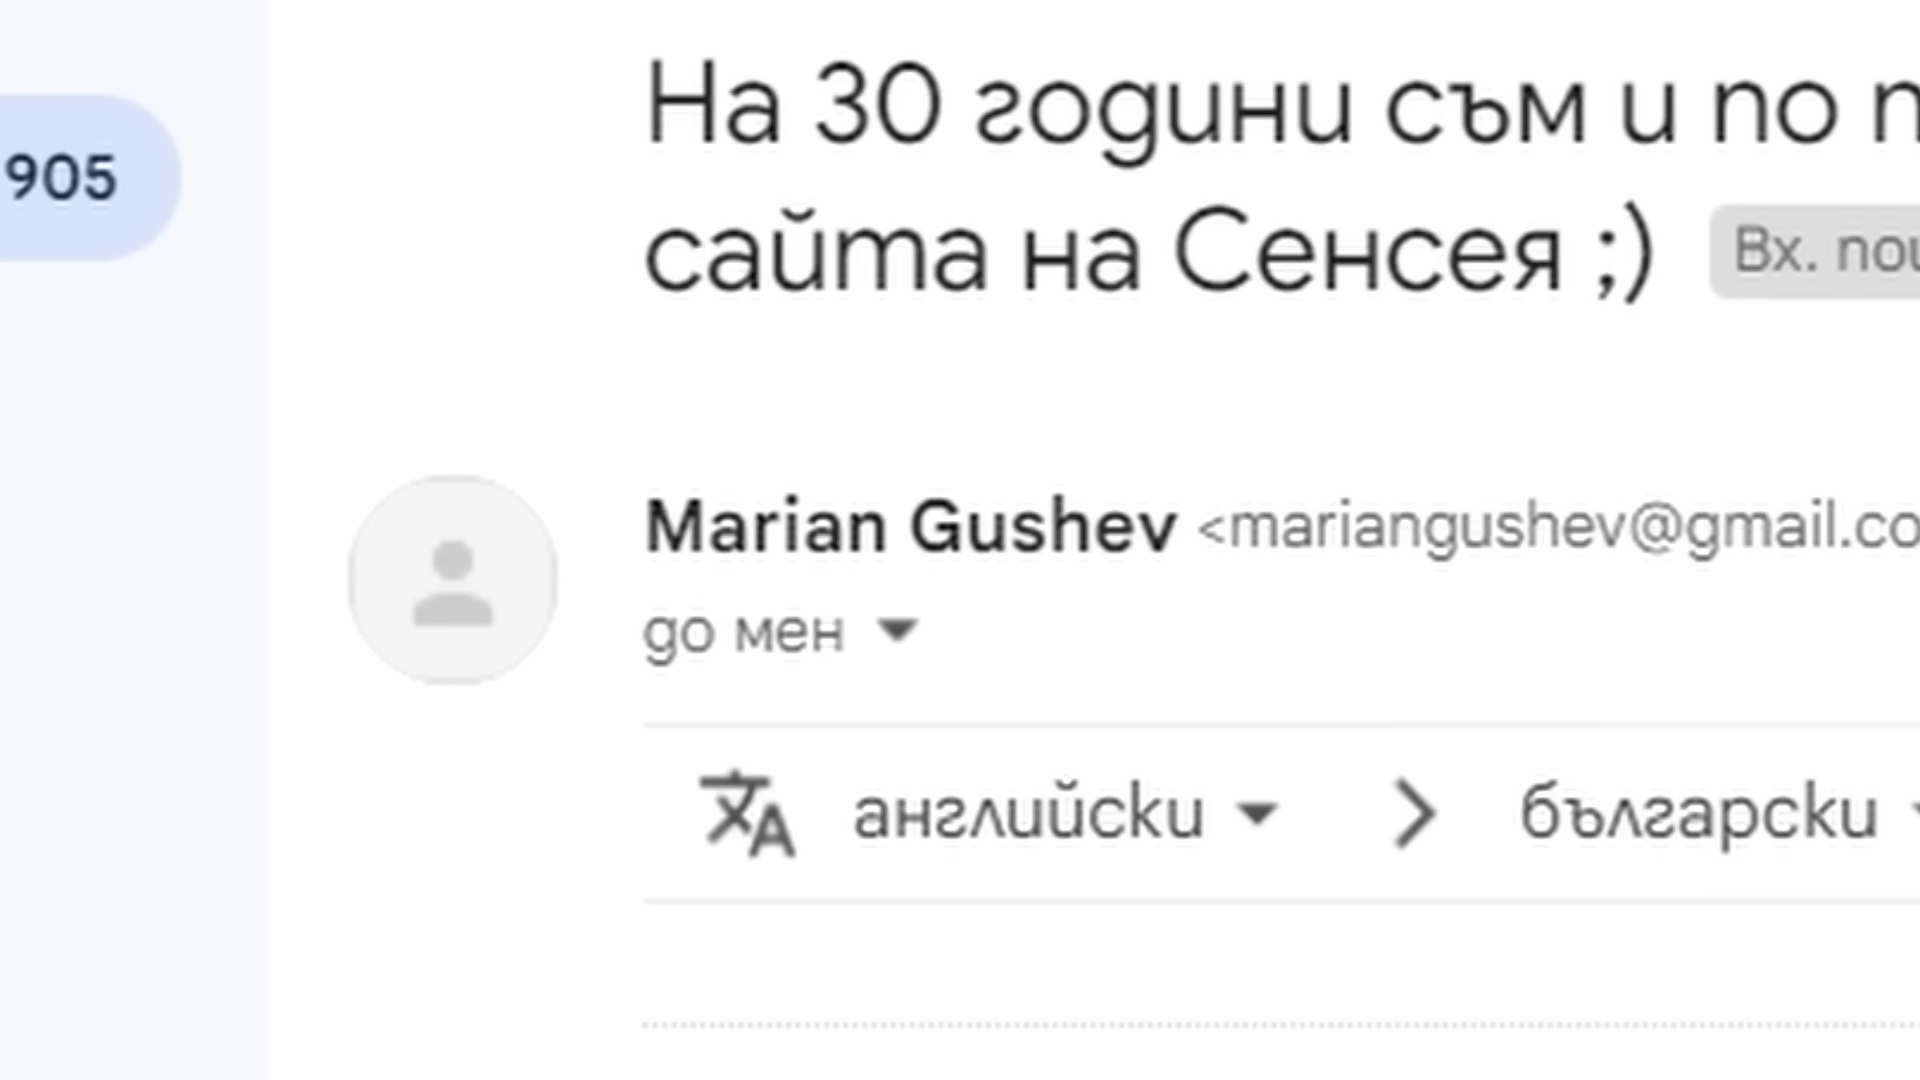 905
На 30 години съм и по
сайта на Сенсея ;)
Вх.
Marian Gushev <mariangushev@gmail.co
до мен
английски > български